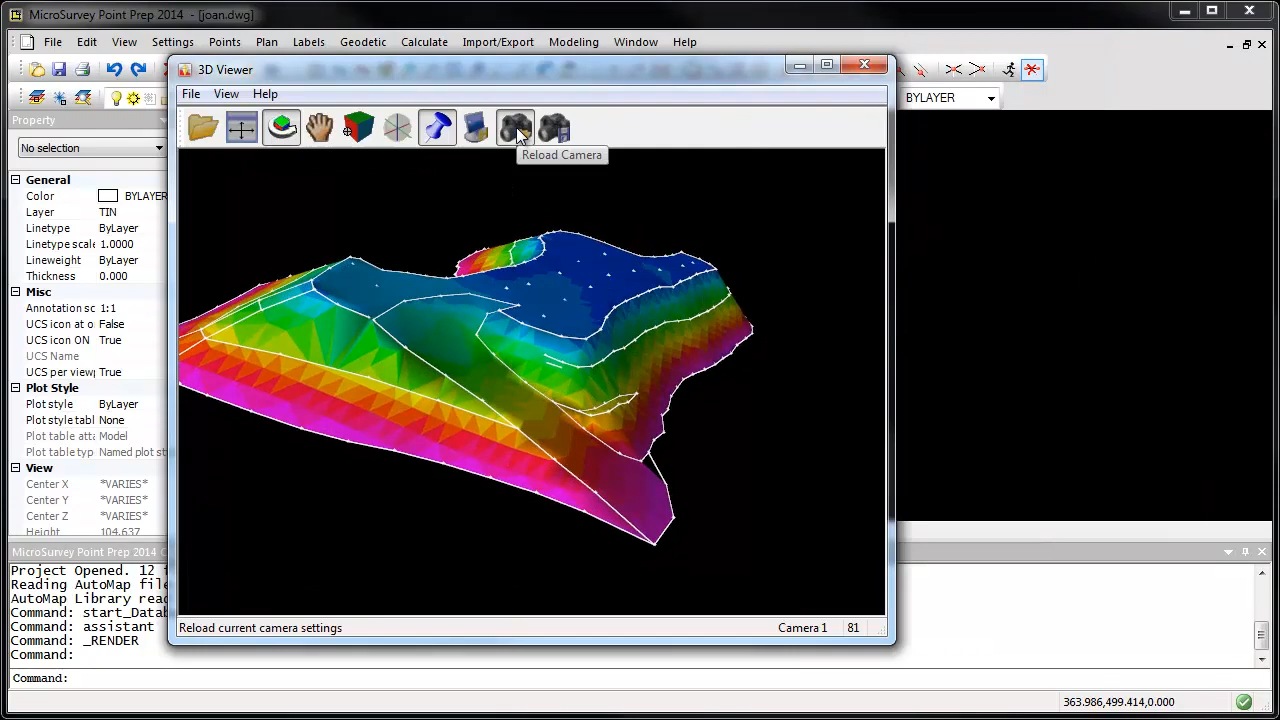 MicroSurvey Point Prep 2014 - [joan.dwg]
File Edit View Settings Points Plan Labels Geodetic Calculate Import/Export Modeling Window Help
3D Viewer
File View Help
BYLAYER
Property
No selection
Reload Camera
General
Color BYLAYER
Layer TIN
Linetype ByLayer
Linetype scale 1.0000
Lineweight ByLayer
Thickness 0.000
Misc
Annotation sc 1:1
UCS icon at o False
UCS icon ON True
UCS Name
UCS per viewp True
Plot Style
Plot style ByLayer
Plot style tabl None
Plot table atta Model
Plot table typ Named plot st
View
Center X *VARIES*
Center Y *VARIES*
Center Z *VARIES*
Height 104.637
MicroSurvey Point Prep 2014 C
Project Opened. 12
Reading AutoMap file
AutoMap Library read
Command: start_Datab
Command: assistant
Command: _RENDER
Command:
Reload current camera settings Camera 1 81
Command:
363.986,499.414,0.000